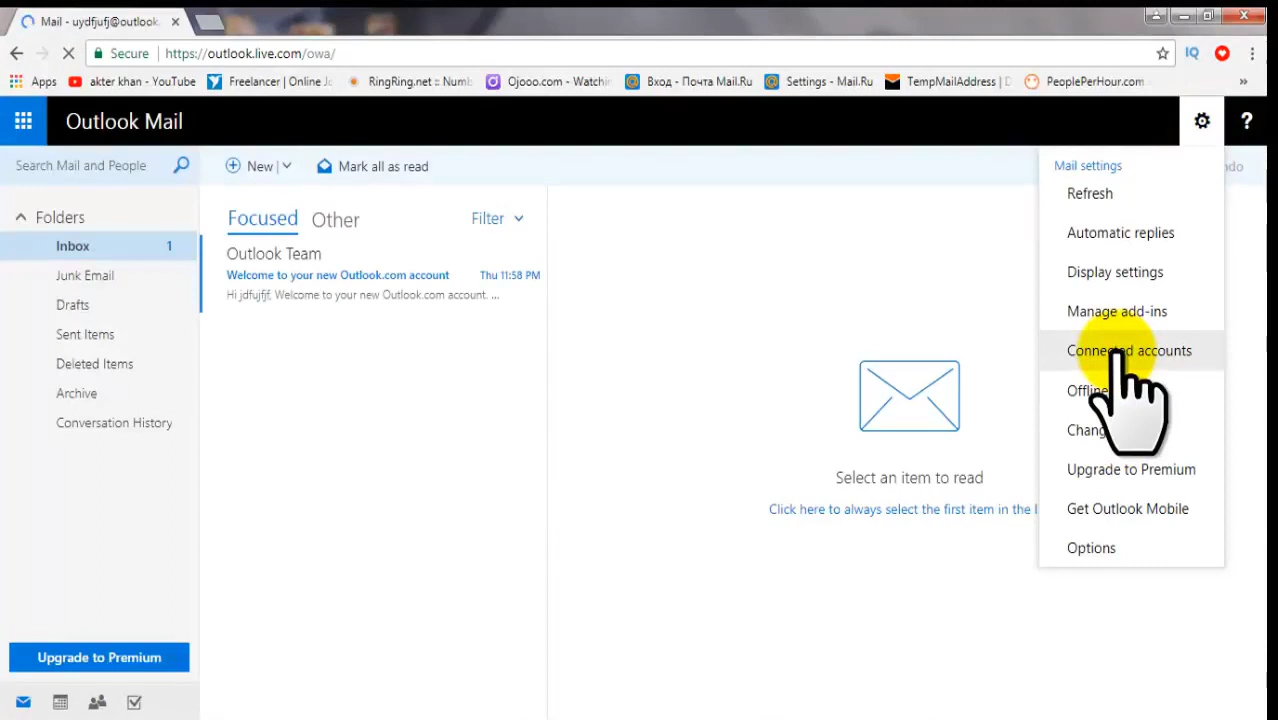 Mail - uydfjufj@outlook.
Secure https://outlook.live.com/owa/
Apps akter khan - YouTube Freelancer | Online Jo RingRing.net :: Numb Ojooo.com - Watchin Вход - Почта Mail.Ru Settings - Mail.Ru TempMailAddress | D PeoplePerHour.com »
Outlook Mail ?
Search Mail and People New Mark all as read ndo
Folders
Inbox 1
Junk Email
Drafts
Sent Items
Deleted Items
Archive
Conversation History
Upgrade to Premium
Focused Other Filter
Outlook Team
Welcome to your new Outlook.com account Thu 11:58 PM
Hi jdfujfjf, Welcome to your new Outlook.com account. ...
Select an item to read
Click here to always select the first item in the l
Mail settings
Refresh
Automatic replies
Display settings
Manage add-ins
Connected accounts
Offline
Chang
Upgrade to Premium
Get Outlook Mobile
Options